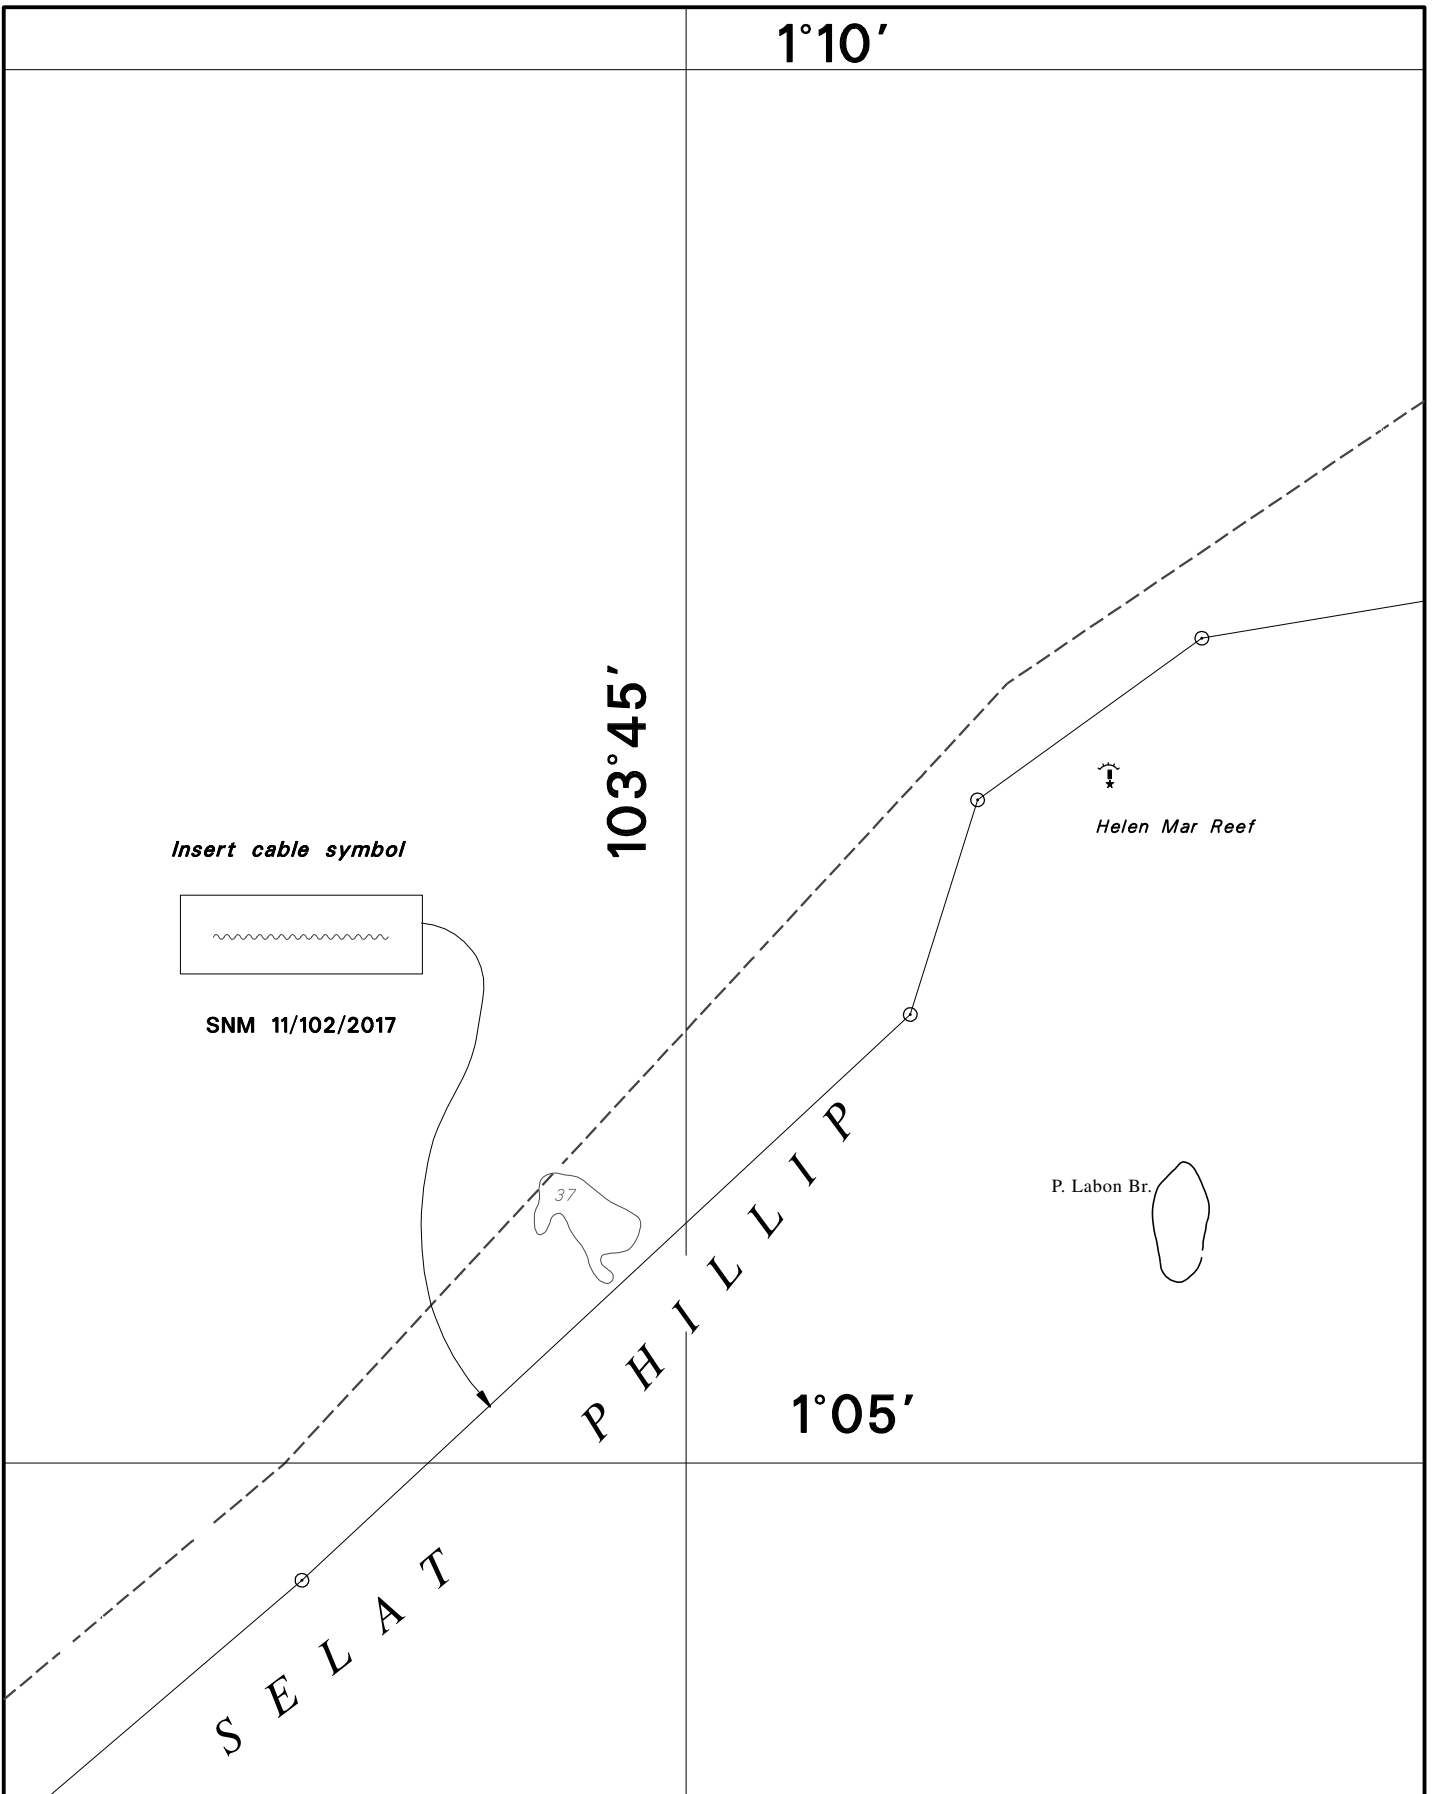 1°10′
103°45′
Helen Mar Reef
Insert cable symbol
SNM 11/102/2017
P. Labon Br.
37
1°05′
SELAT PHILLIP